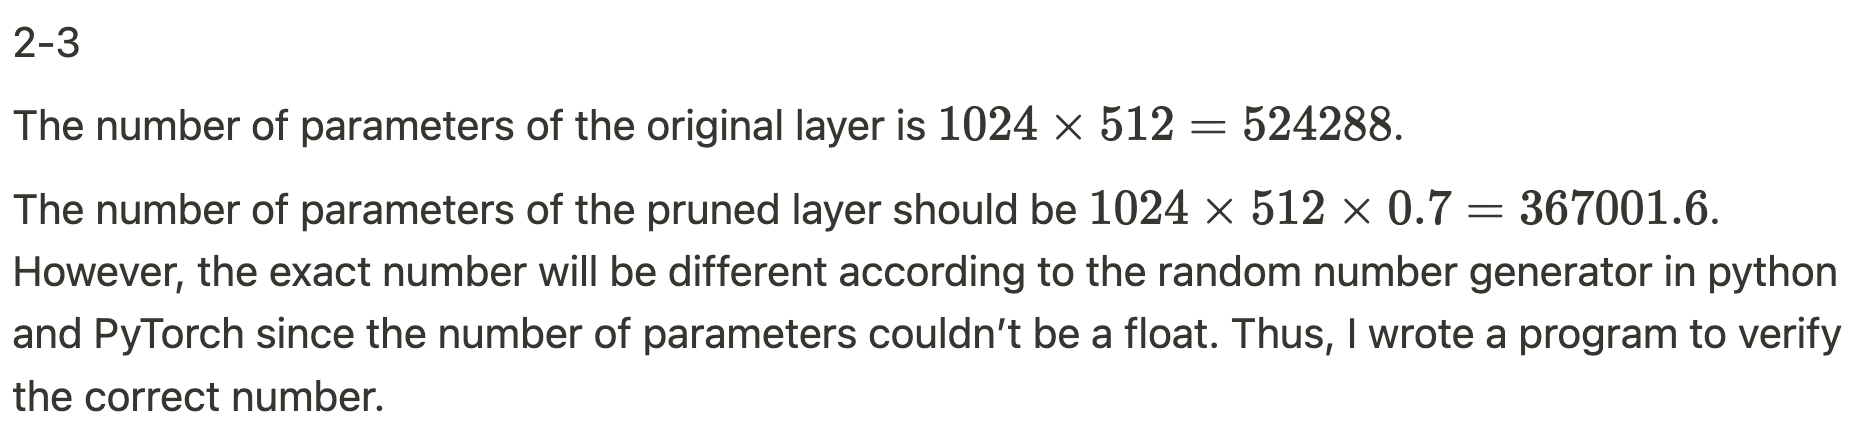 2-3
The number of parameters of the original layer is 1024 × 512 = 524288.
The number of parameters of the pruned layer should be 1024 × 512 × 0.7 = 367001.6.
However, the exact number will be different according to the random number generator in python
and PyTorch since the number of parameters couldn’t be a float. Thus, I wrote a program to verify
the correct number.